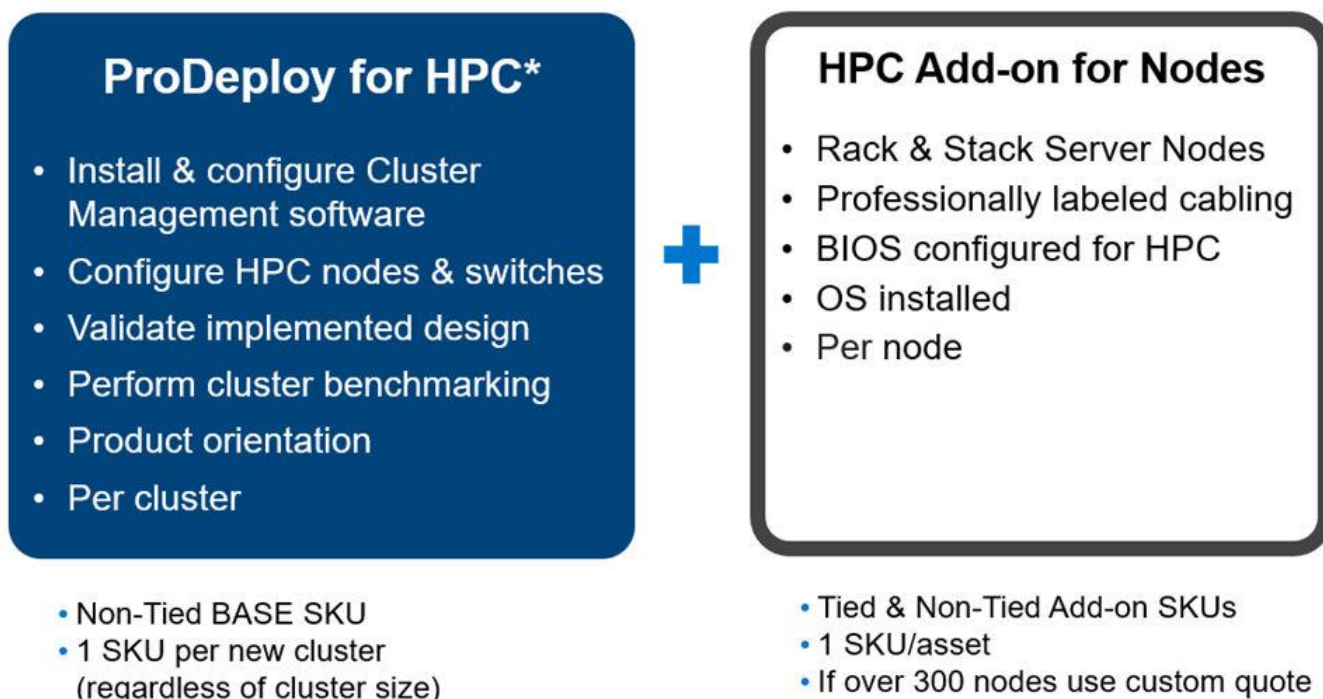 ProDeploy for HPC*
• Install & configure Cluster
Management software
• Configure HPC nodes & switches
• Validate implemented design
• Perform cluster benchmarking
• Product orientation
• Per cluster
HPC Add-on for Nodes
• Rack & Stack Server Nodes
• Professionally labeled cabling
• BIOS configured for HPC
• OS installed
• Per node
• Non-Tied BASE SKU
• 1 SKU per new cluster
(regardless of cluster size)
• Tied & Non-Tied Add-on SKUs
• 1 SKU/asset
• If over 300 nodes use custom quote